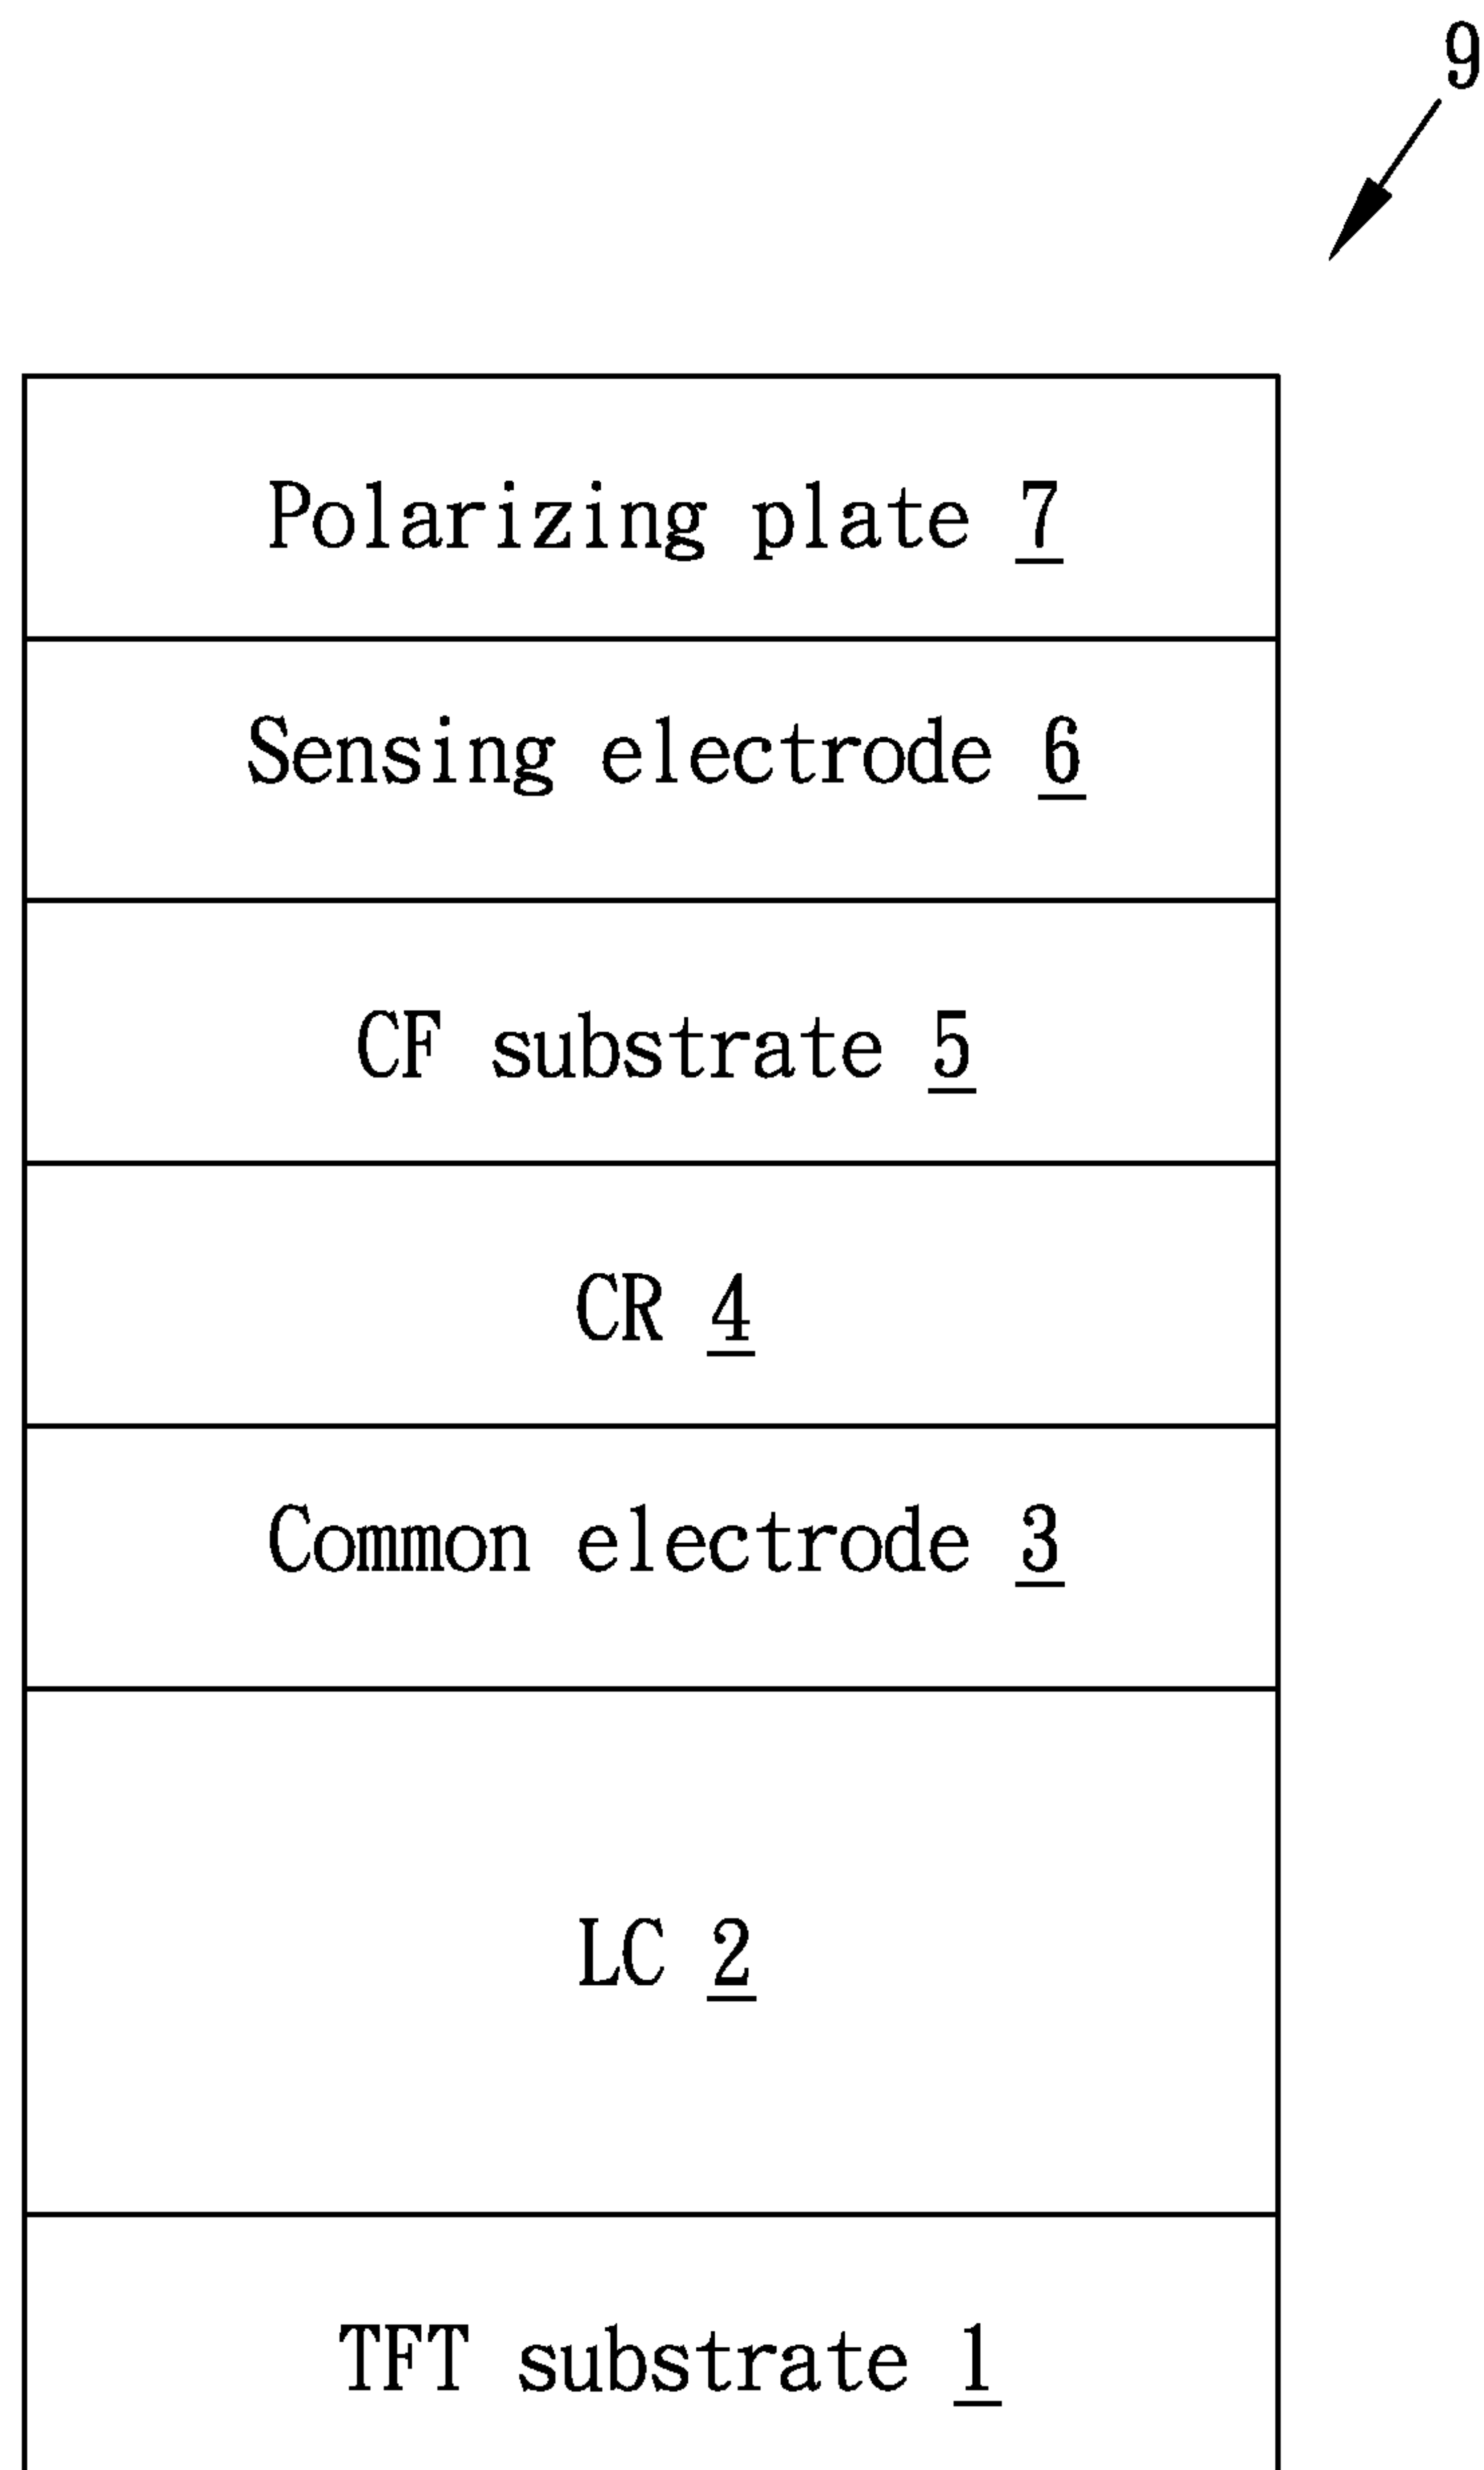 9
Polarizing plate 7
Sensing electrode 6
CF substrate 5
CR 4
Common electrode 3
LC 2
TFT substrate 1